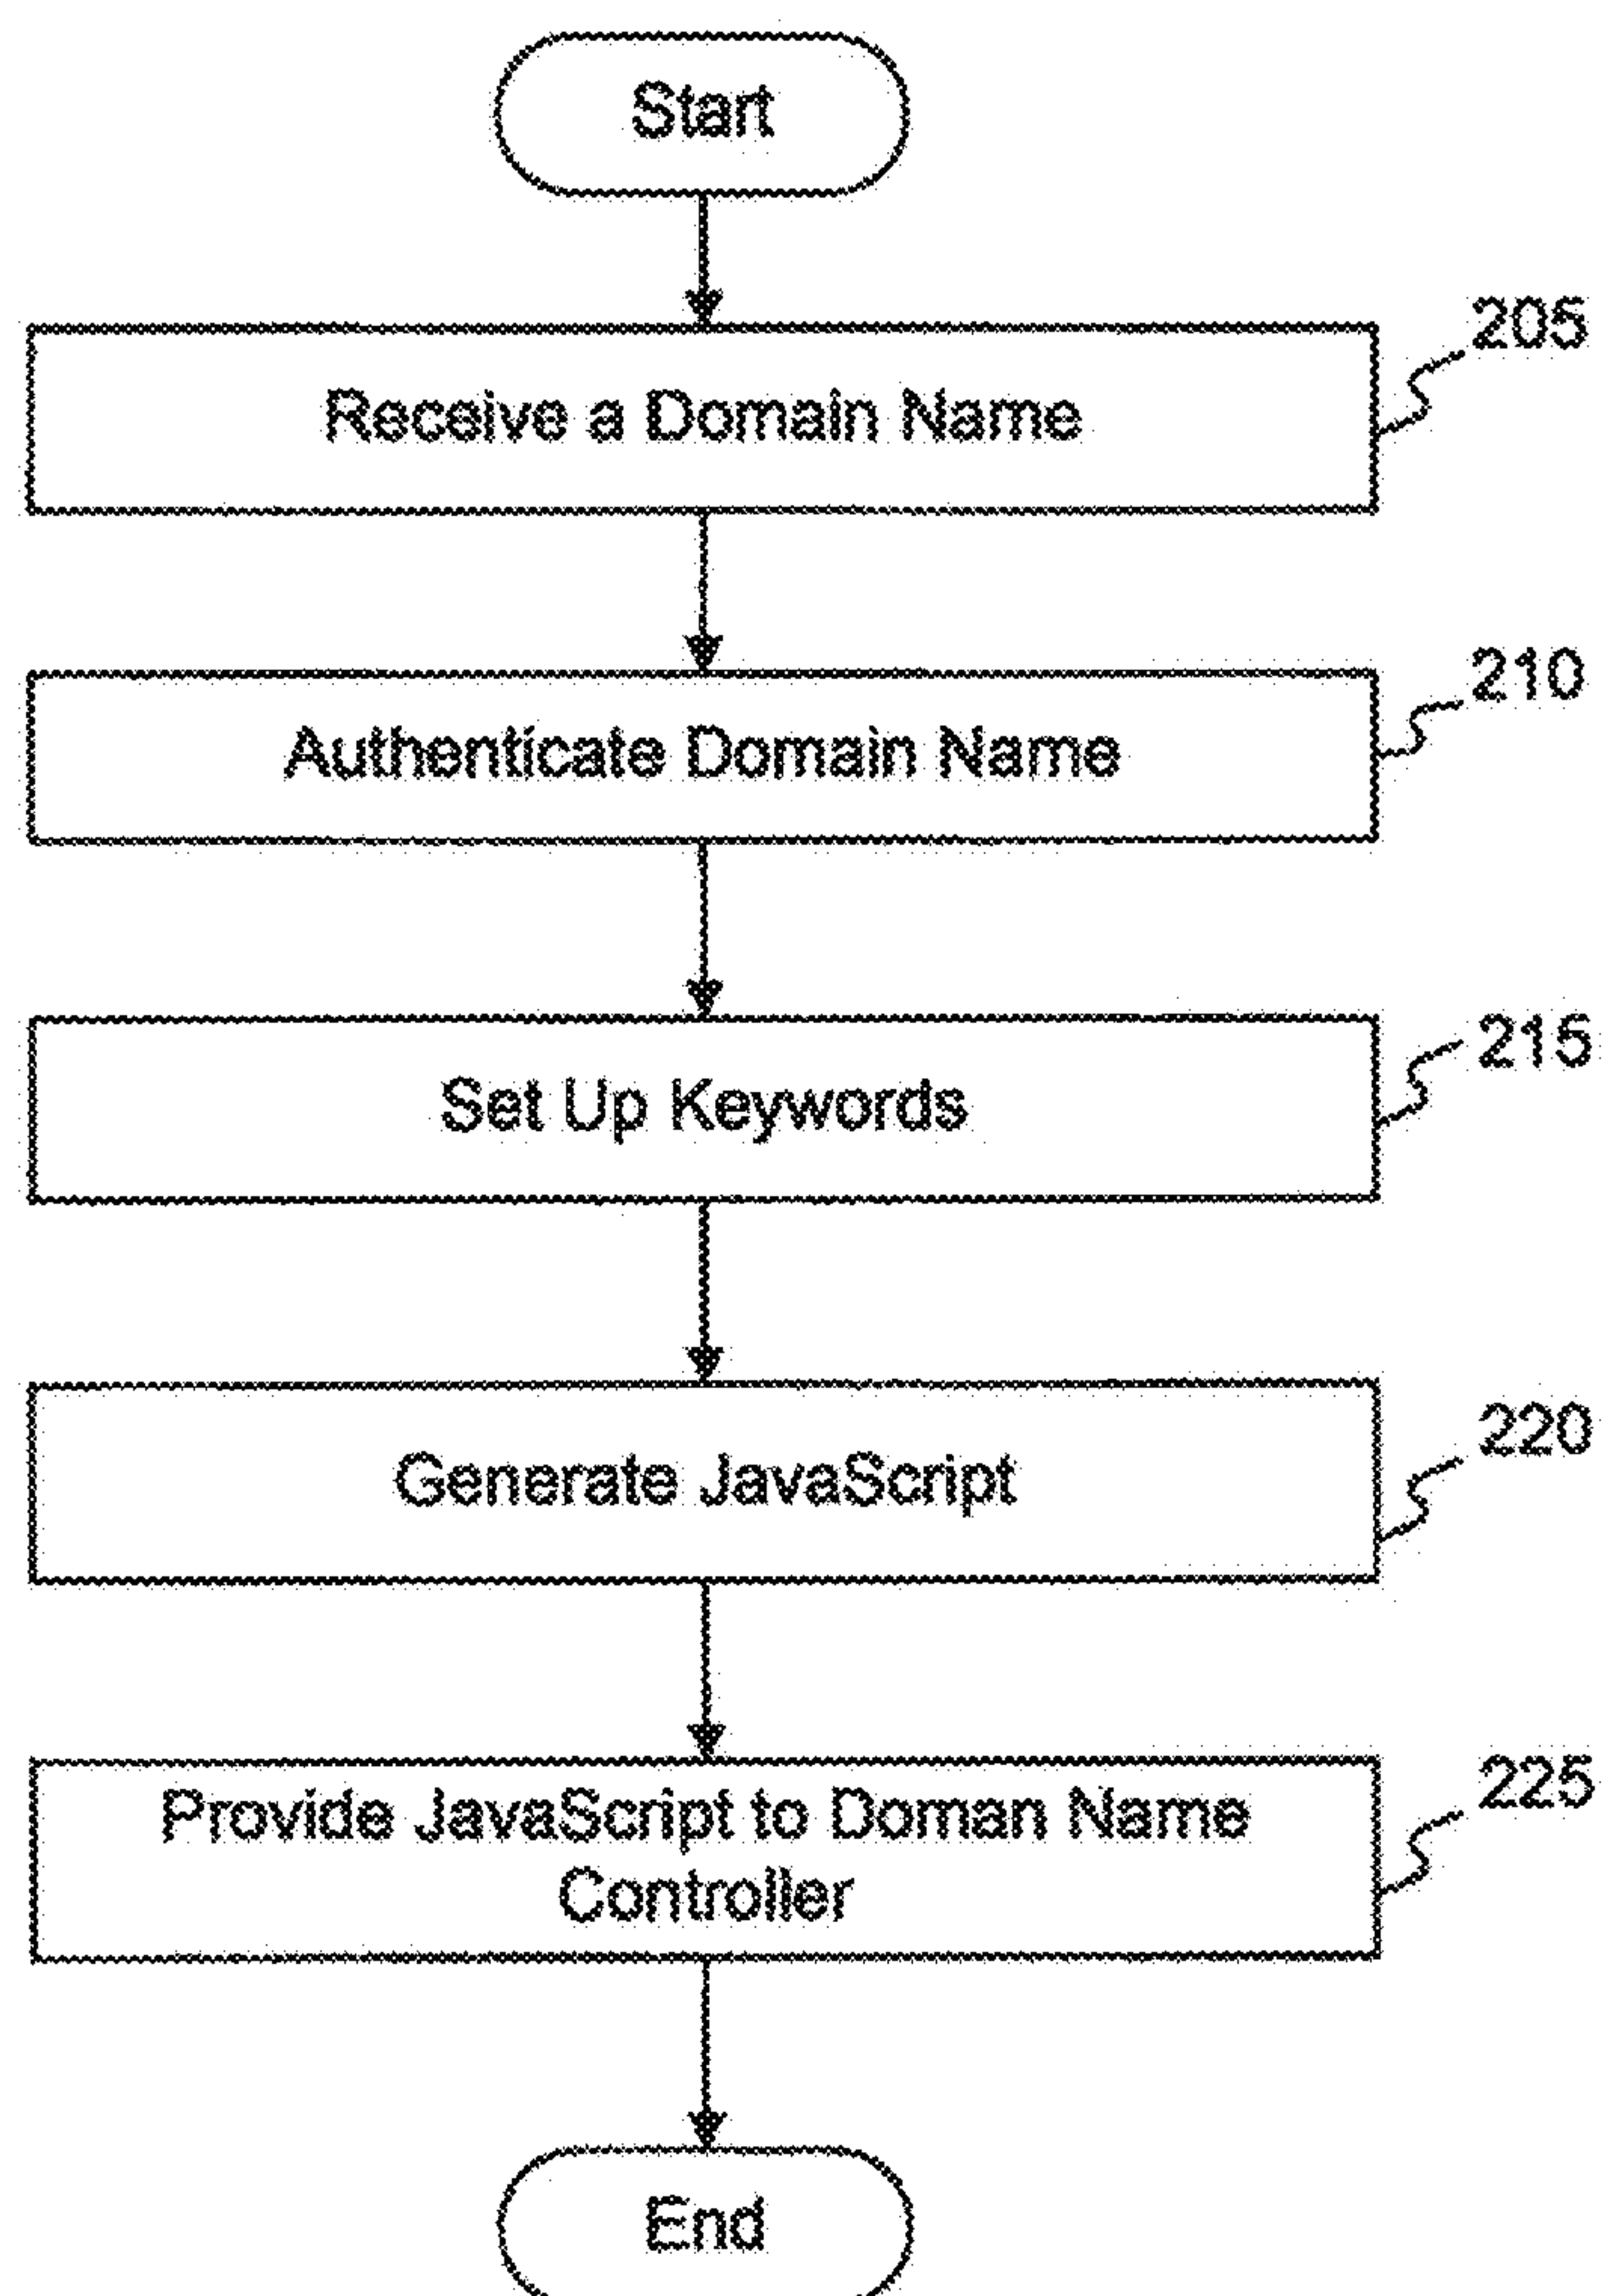 Start
205
Receive a Domain Name
210
Authenticate Domain Name
215
Set Up Keywords
220
Generate JavaScript
225
Provide JavaScript to Doman Name
Controller
End